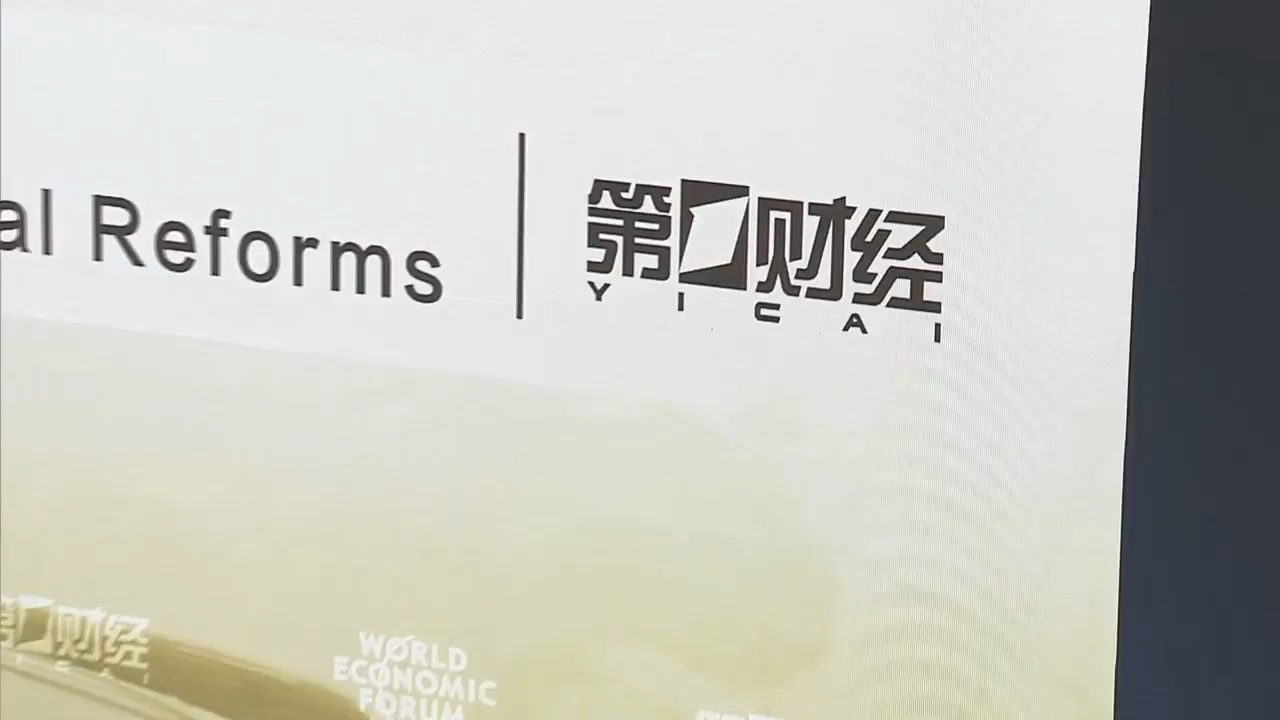 al Reforms
第一财经
YICAI
财经
WORLD
ECONOMIC
FORUM